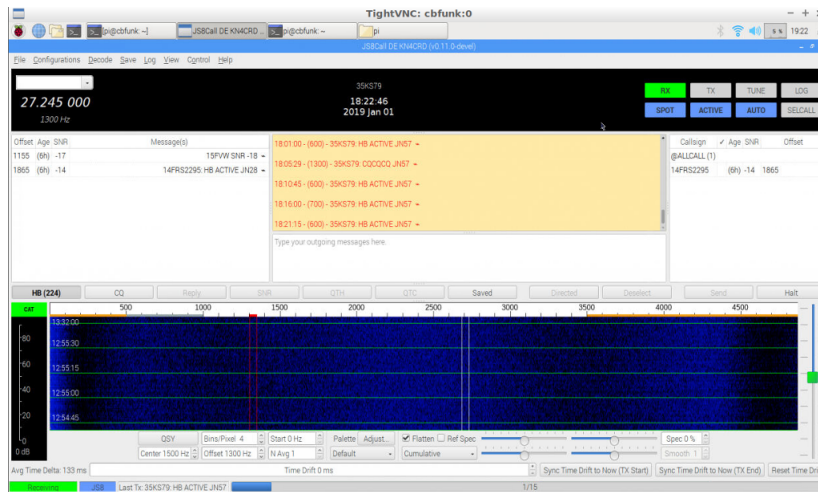 TightVNC: cbfunk:0
[pi@cbfunk: ~]
JS8Call DE KN4CRD ...
pi@cbfunk: ~
pi
19:22
JS8Call DE KN4CRD (v0.11.0-devel)
File Configurations Decode Save Log View Control Help
27.245 000
1300 Hz
35KS79
18:22:46
2019 Jan 01
RX TX TUNE LOG
SPOT ACTIVE AUTO SELCALL
Offset Age SNR Message(s)
1155 (6h) -17 15FVW SNR -18
1865 (6h) -14 14FRS2295: HB ACTIVE JN28
18:01:00 - (600) - 35KS79: HB ACTIVE JN57
18:05:29 - (1300) - 35KS79: CQCQCQ JN57
18:10:45 - (600) - 35KS79: HB ACTIVE JN57
18:16:00 - (700) - 35KS79: HB ACTIVE JN57
18:21:15 - (600) - 35KS79: HB ACTIVE JN57
Type your outgoing messages here.
Callsign ✓ Age SNR Offset
@ALLCALL (1)
14FRS2295 (6h) -14 1865
HB (224) CQ Reply SNR QTH QTC Saved Directed Deselect Send Halt
CAT
500 1000 1500 2000 2500 3000 3500 4000 4500
13:32:00
12:55:30
12:55:15
12:55:00
12:54:45
-80
-60
-40
-20
-0
0 dB
QSY Bins/Pixel 4 Start 0 Hz Palette Adjust... Flatten Ref Spec Spec 0 %
Center 1500 Hz Offset 1300 Hz N Avg 1 Default Cumulative Smooth 1
Avg Time Delta: 133 ms Time Drift 0 ms Sync Time Drift to Now (TX Start) Sync Time Drift to Now (TX End) Reset Time Dri
Receiving JS8 Last Tx: 35KS79: HB ACTIVE JN57 1/15